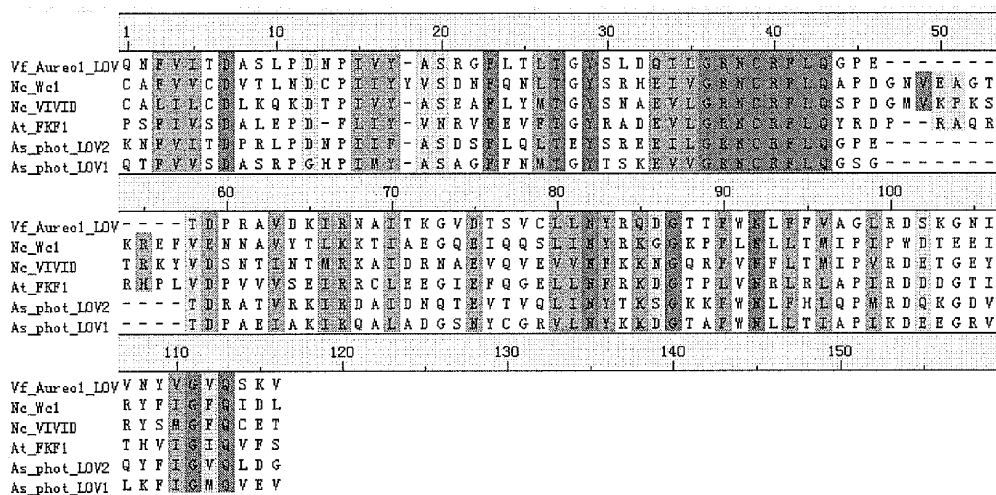 1 10 20 30 40 50
Vf_Aureo1_LOV Q N F V I T D A S L P D N P I V Y - A S R G F L T L T G Y S L D Q I L G R N C R F L Q G P E - - - - - - -
Nc_Wc1 C A F V V C D V T L N D C P I I Y Y V S D N F Q N L T G Y S R H E I V G R N C R F L Q A P D G N V E A G T
Nc_VIVID C A L I L C D L K Q K D T P I V Y - A S E A F L Y M T G Y S N A E V L G R N C R F L Q S P D G M V K P K S
At_FKF1 P S F I V S D A L E P D - F L I Y - V N R V F E V F T G Y R A D E V L G R N C R F L Q Y R D P - - R A Q R
As_phot_LOV2 K N F V I T D P R L P D N P I I F - A S D S F L Q L T E Y S R E E I L G R N C R F L Q G P E - - - - - - -
As_phot_LOV1 Q T F V V S D A S R P G H P I M Y - A S A G F F N M T G Y T S K E V V G R N C R F L Q G S G - - - - - - -
60 70 80 90 100
Vf_Aureo1_LOV - - - - T D P R A V D K I R N A I T K G V D T S V C L L N Y R Q D G T T F W N L F F V A G L R D S K G N I
Nc_Wc1 K R E F V E N N A V Y T L K K T I A E G Q E I Q Q S L I N Y R K G G K P F L N L L T M I P I P W D T E E I
Nc_VIVID T R K Y V D S N T I N T M R K A I D R N A E V Q V E V V N F K K N G Q R F V N F L T M I P V R D E T G E Y
At_FKF1 R H P L V D P V V V S E I R R C L E E G I E F Q G E L L N F R K D G T P L V N R L R L A P I R D D D G T I
As_phot_LOV2 - - - - T D R A T V R K I R D A I D N Q T E V T V Q L I N Y T K S G K K F W N L F H L Q P M R D Q K G D V
As_phot_LOV1 - - - - T D P A E I A K I R Q A L A D G S N Y C G R V L N Y K K D G T A F W N L L T I A P I K D E E G R V
110 120 130 140 150
Vf_Aureo1_LOV V N Y V G V Q S K V
Nc_Wc1 R Y F I G F Q I D L
Nc_VIVID R Y S M G F Q C E T
At_FKF1 T H V I G I Q V F S
As_phot_LOV2 Q Y F I G V Q L D G
As_phot_LOV1 L K F I G M Q V E V